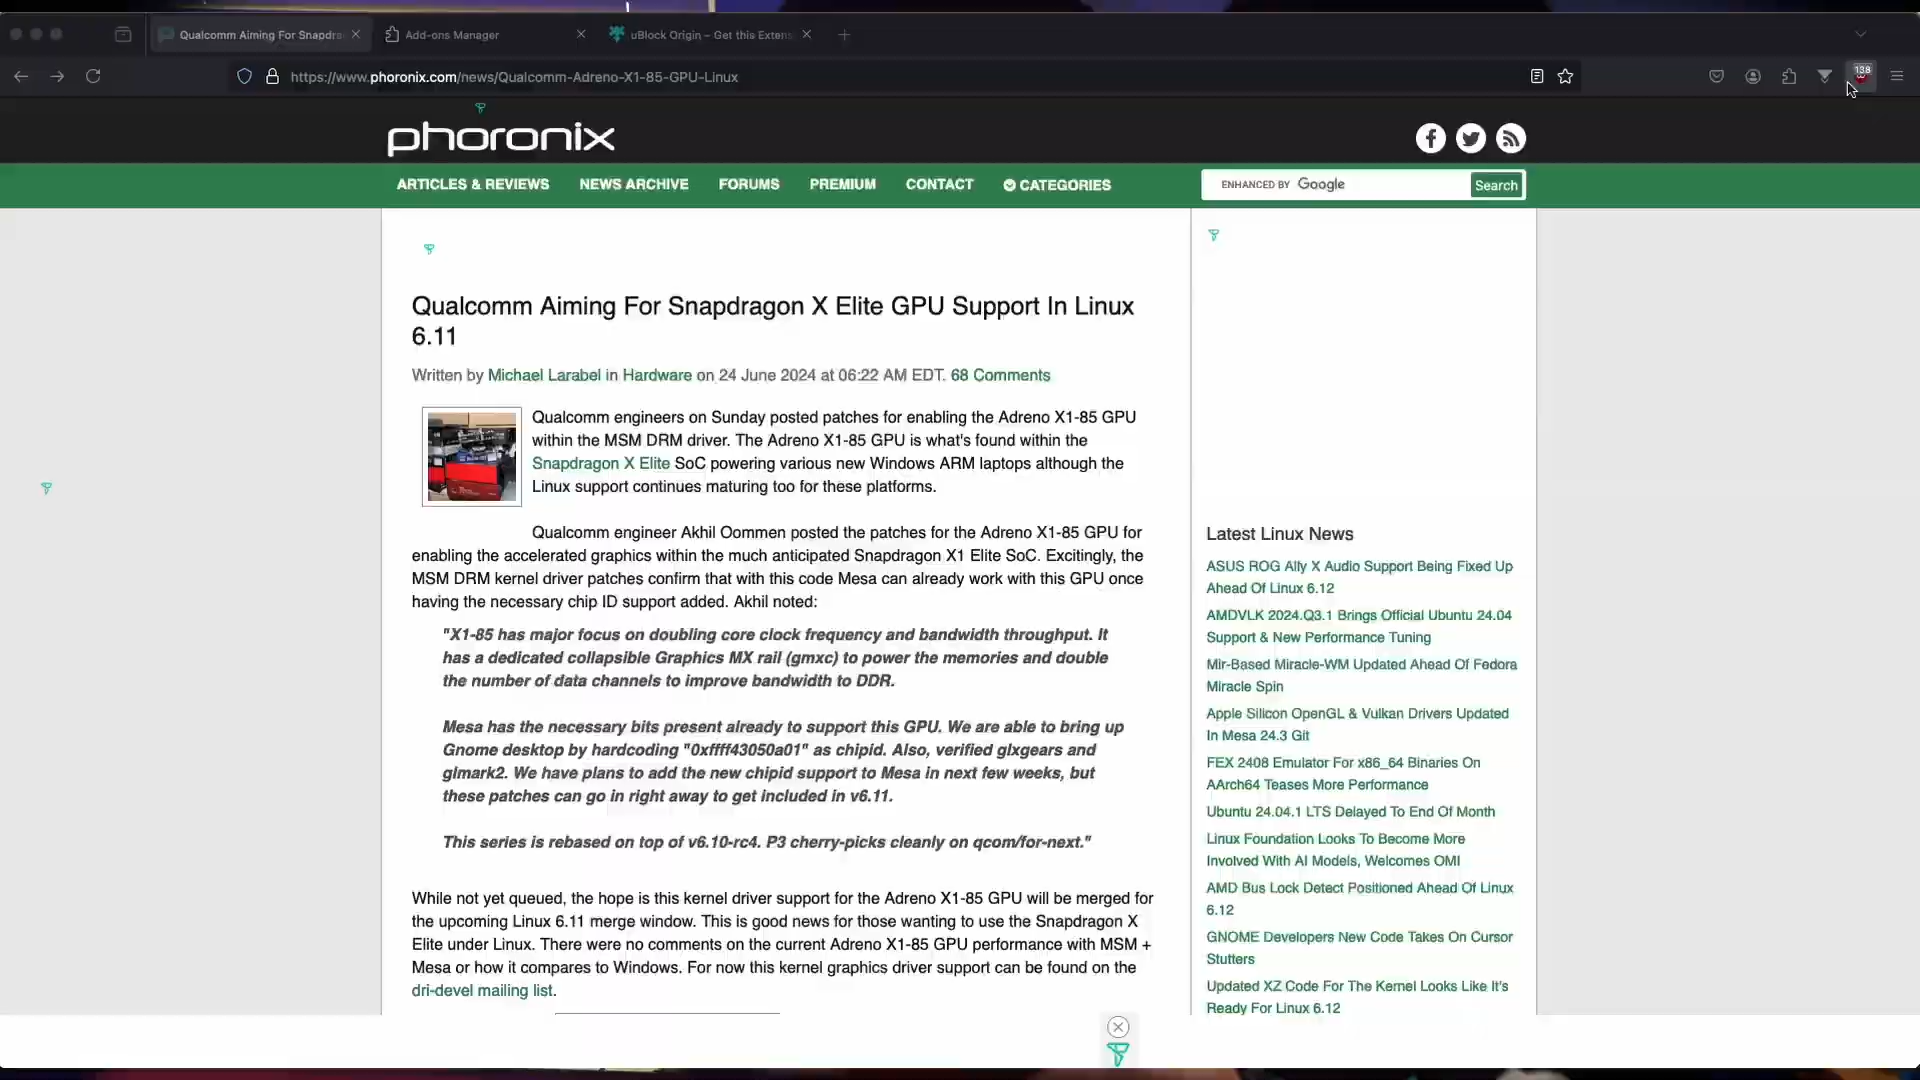 Qualcomm Aiming For Snapdra
Add-ons Manager
uBlock Origin – Get this Extens
https://www.phoronix.com/news/Qualcomm-Adreno-X1-85-GPU-Linux
138
phoronix
ARTICLES & REVIEWS
NEWS ARCHIVE
FORUMS
PREMIUM
CONTACT
CATEGORIES
ENHANCED BY Google
Search
Qualcomm Aiming For Snapdragon X Elite GPU Support In Linux
6.11
Written by Michael Larabel in Hardware on 24 June 2024 at 06:22 AM EDT. 68 Comments
Qualcomm engineers on Sunday posted patches for enabling the Adreno X1-85 GPU
within the MSM DRM driver. The Adreno X1-85 GPU is what's found within the
Snapdragon X Elite SoC powering various new Windows ARM laptops although the
Linux support continues maturing too for these platforms.
Qualcomm engineer Akhil Oommen posted the patches for the Adreno X1-85 GPU for
enabling the accelerated graphics within the much anticipated Snapdragon X1 Elite SoC. Excitingly, the
MSM DRM kernel driver patches confirm that with this code Mesa can already work with this GPU once
having the necessary chip ID support added. Akhil noted:
"X1-85 has major focus on doubling core clock frequency and bandwidth throughput. It
has a dedicated collapsible Graphics MX rail (gmxc) to power the memories and double
the number of data channels to improve bandwidth to DDR.
Mesa has the necessary bits present already to support this GPU. We are able to bring up
Gnome desktop by hardcoding "0xffff43050a01" as chipid. Also, verified glxgears and
glmark2. We have plans to add the new chipid support to Mesa in next few weeks, but
these patches can go in right away to get included in v6.11.
This series is rebased on top of v6.10-rc4. P3 cherry-picks cleanly on qcom/for-next."
While not yet queued, the hope is this kernel driver support for the Adreno X1-85 GPU will be merged for
the upcoming Linux 6.11 merge window. This is good news for those wanting to use the Snapdragon X
Elite under Linux. There were no comments on the current Adreno X1-85 GPU performance with MSM +
Mesa or how it compares to Windows. For now this kernel graphics driver support can be found on the
dri-devel mailing list.
Latest Linux News
ASUS ROG Ally X Audio Support Being Fixed Up
Ahead Of Linux 6.12
AMDVLK 2024.Q3.1 Brings Official Ubuntu 24.04
Support & New Performance Tuning
Mir-Based Miracle-WM Updated Ahead Of Fedora
Miracle Spin
Apple Silicon OpenGL & Vulkan Drivers Updated
In Mesa 24.3 Git
FEX 2408 Emulator For x86_64 Binaries On
AArch64 Teases More Performance
Ubuntu 24.04.1 LTS Delayed To End Of Month
Linux Foundation Looks To Become More
Involved With AI Models, Welcomes OMI
AMD Bus Lock Detect Positioned Ahead Of Linux
6.12
GNOME Developers New Code Takes On Cursor
Stutters
Updated XZ Code For The Kernel Looks Like It's
Ready For Linux 6.12